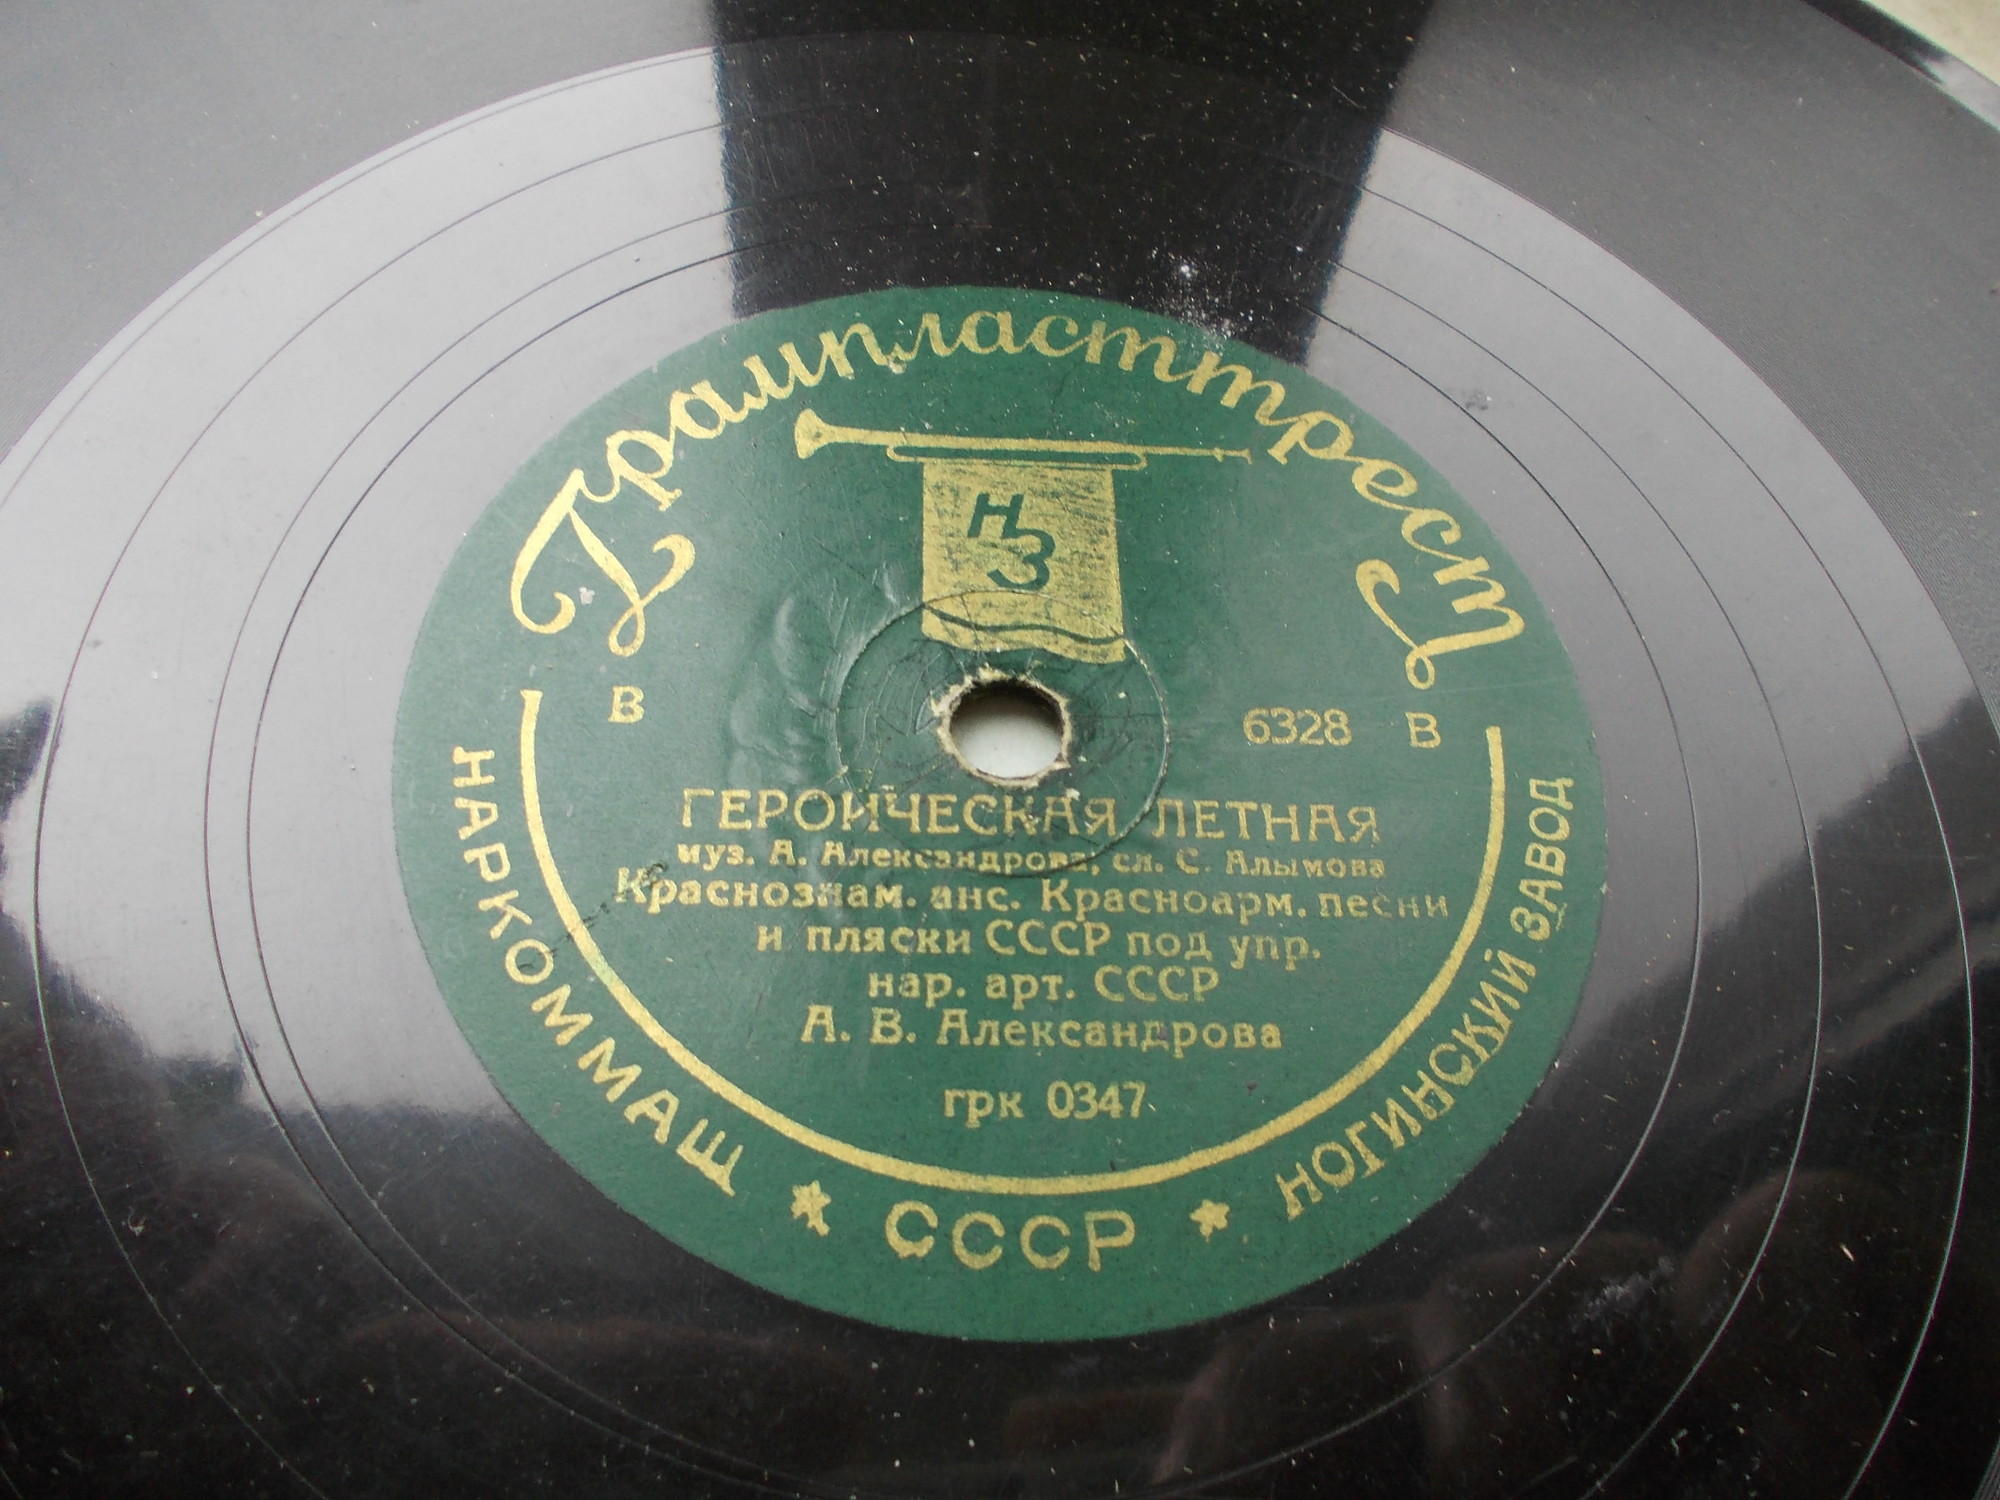 Грампласттрест
НЗ
В
6328 В
ГЕРОИЧЕСКАЯ ЛЕТНАЯ
муз. А. Александрова, сл. С. Алымова
Краснознам. анс. Красноарм. песни
и пляски СССР под упр.
нар. арт. СССР
А. В. Александрова
грк 0347
НАРКОММАШ ★ СССР ★ НОГИНСКИЙ ЗАВОД